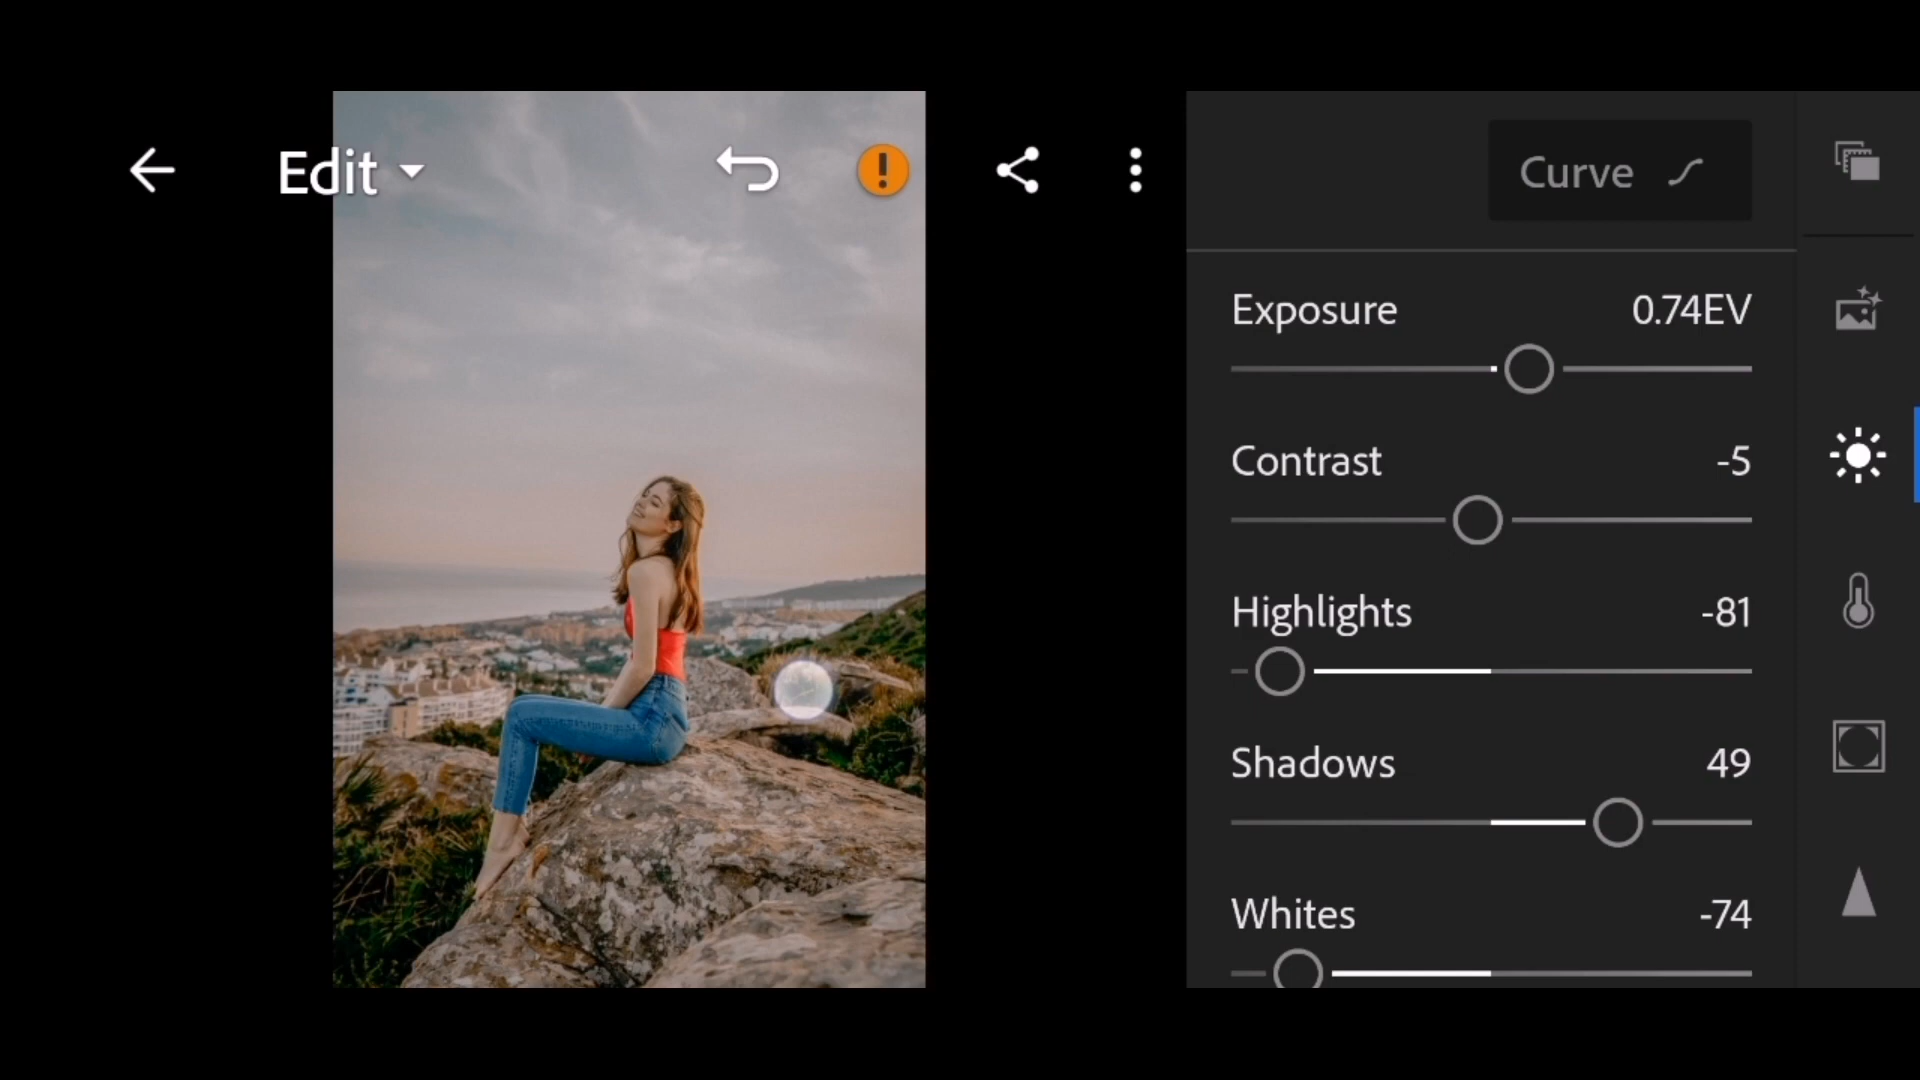 Edit
Curve
Exposure 0.74EV
Contrast -5
Highlights -81
Shadows 49
Whites -74